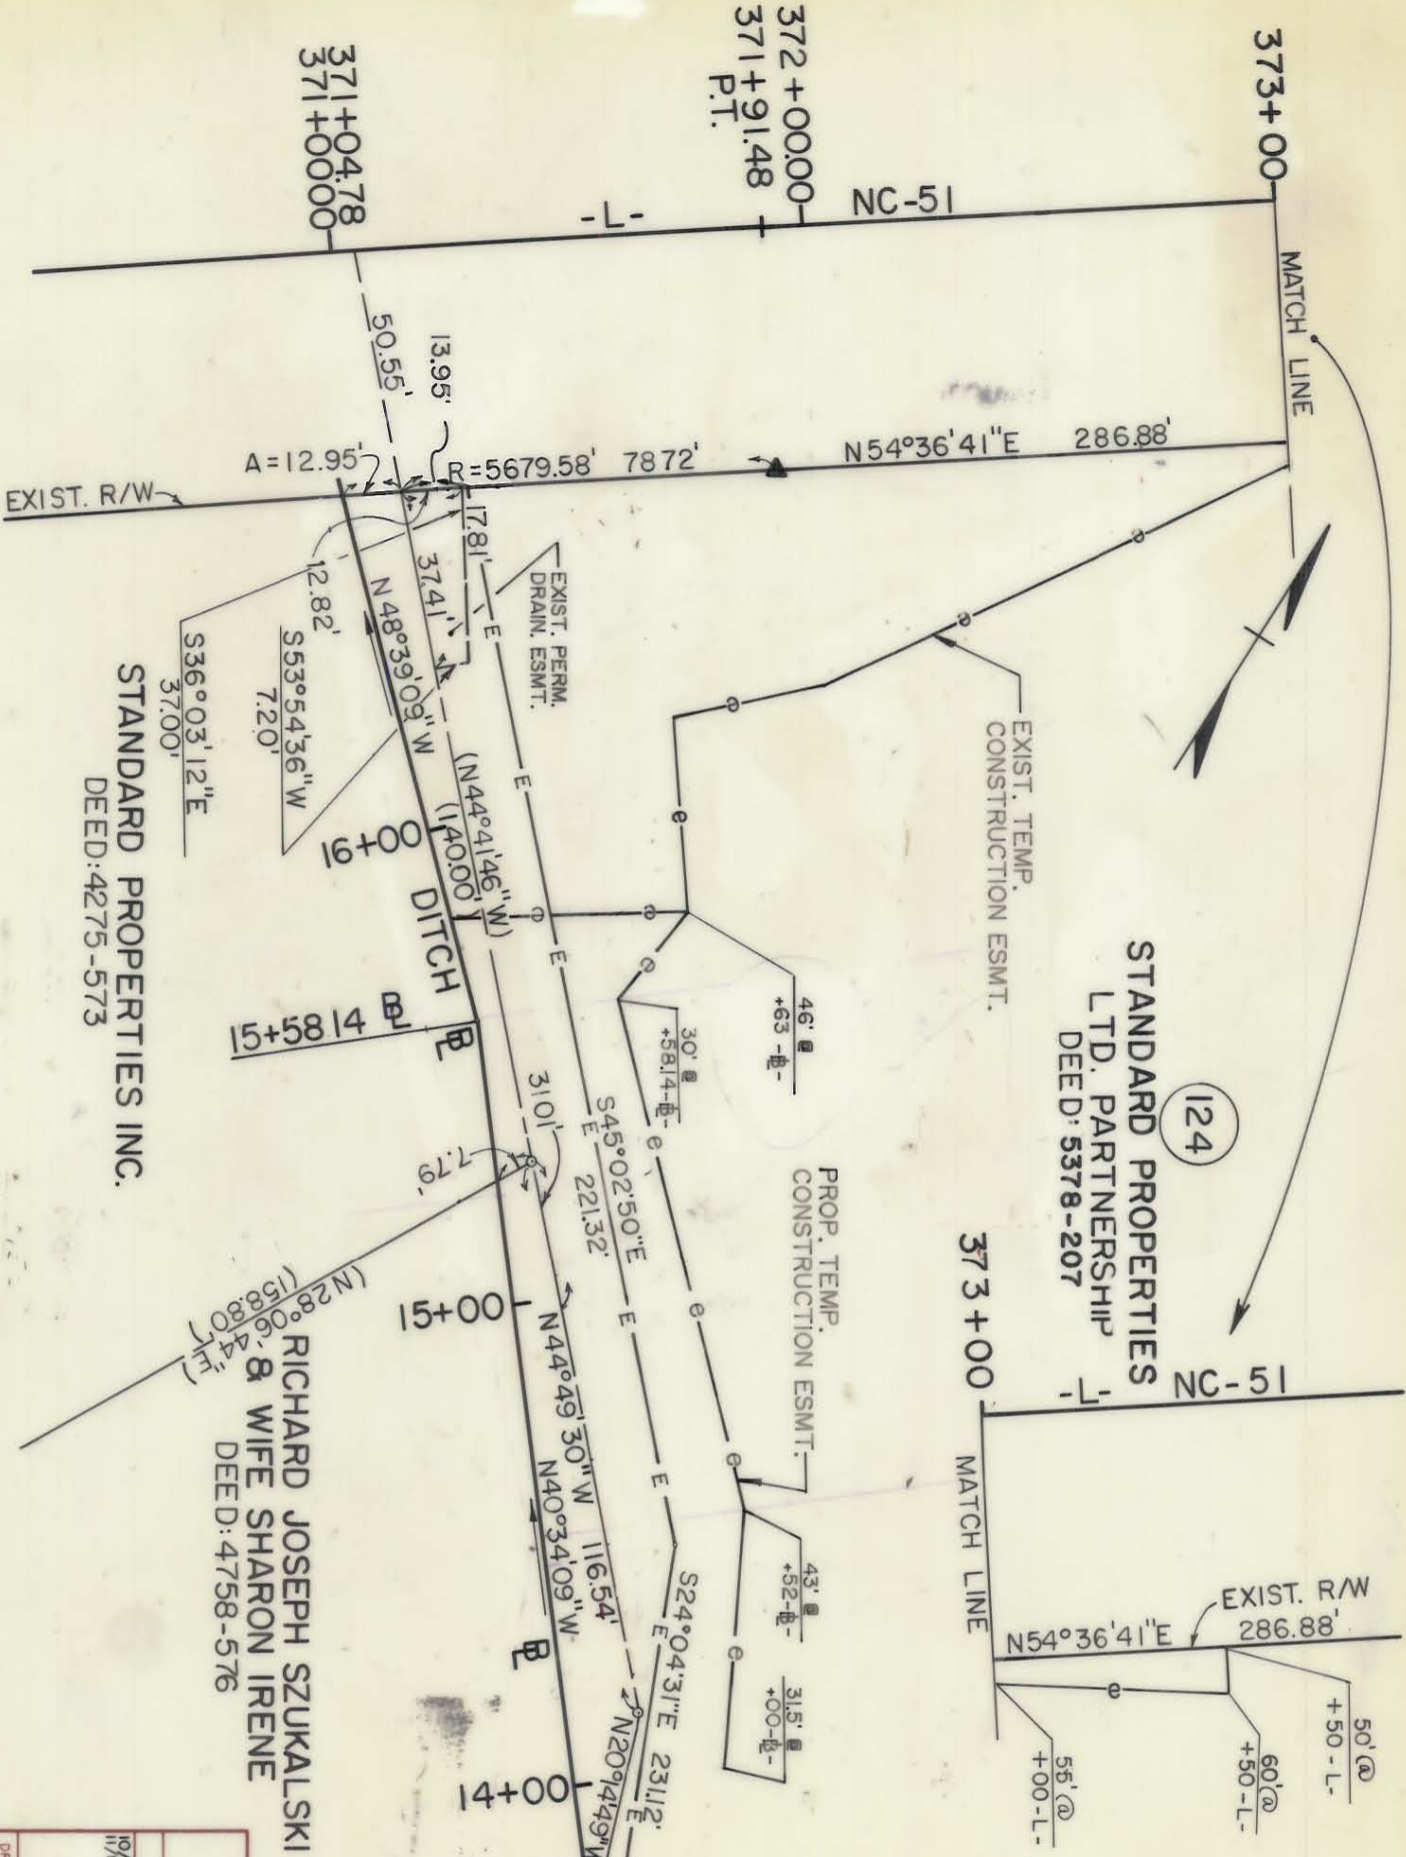 373+00
MATCH LINE
372+00.00
371+91.48
P.T.
NC-51
-L-
371+04.78
371+00.00
50.55'
13.95'
A=12.95'
R=5679.58' 78.72'
N54°36'41"E 286.88'
EXIST. R/W
17.81'
37.41'
12.82'
N48°39'09"W
EXIST. PERM.
DRAIN. ESMT.
S53°54'36"W
7.20'
S36°03'12"E
37.00'
STANDARD PROPERTIES INC.
DEED:4275-573
(N44°41'46"W)
(140.00')
16+00
DITCH
15+58.14
BL
BL
EXIST. TEMP.
CONSTRUCTION ESMT.
46' @
+63 -BL-
30' @
+58.14-BL-
124
STANDARD PROPERTIES
LTD. PARTNERSHIP
DEED: 5378-207
S45°02'50"E
221.32'
31.01'
7.79'
(N28°06'44"E)
(158.80')
15+00
PROP. TEMP.
CONSTRUCTION ESMT.
N44°49'30"W 116.54'
N40°34'09"W
BL
43' @
+52-BL-
31.5' @
+00-BL-
S24°04'31"E 231.12'
N20°14'49"W
14+00
RICHARD JOSEPH SZUKALSKI
& WIFE SHARON IRENE
DEED:4758-576
373+00
NC-51
-L-
MATCH LINE
EXIST. R/W
N54°36'41"E 286.88'
50' @
+50 -L-
60' @
+50 -L-
55' @
+00 -L-
E
E
E
E
E
E
E
E
e
e
e
e
e
e
e
e
e
e
e
e
e